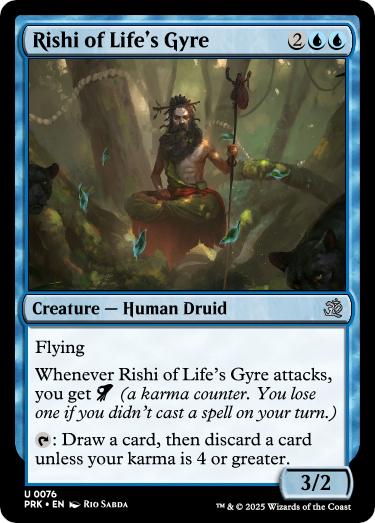 Rishi of Life's Gyre 2
Creature — Human Druid
Flying
Whenever Rishi of Life's Gyre attacks,
you get (a karma counter. You lose
one if you didn't cast a spell on your turn.)
: Draw a card, then discard a card
unless your karma is 4 or greater.
3/2
U 0076
PRK • EN Rio Sabda
™ & © 2025 Wizards of the Coast